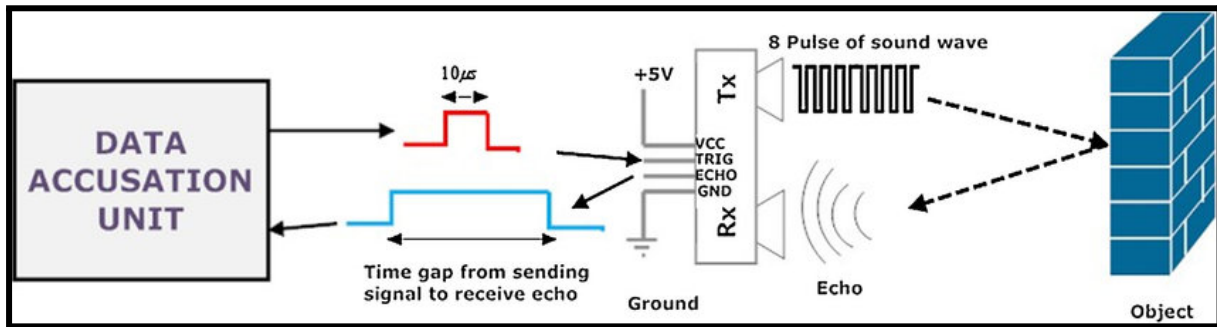 DATA
ACCUSATION
UNIT
10μs
Time gap from sending
signal to receive echo
+5V
VCC
TRIG
ECHO
GND
Ground
Tx
Rx
8 Pulse of sound wave
Echo
Object